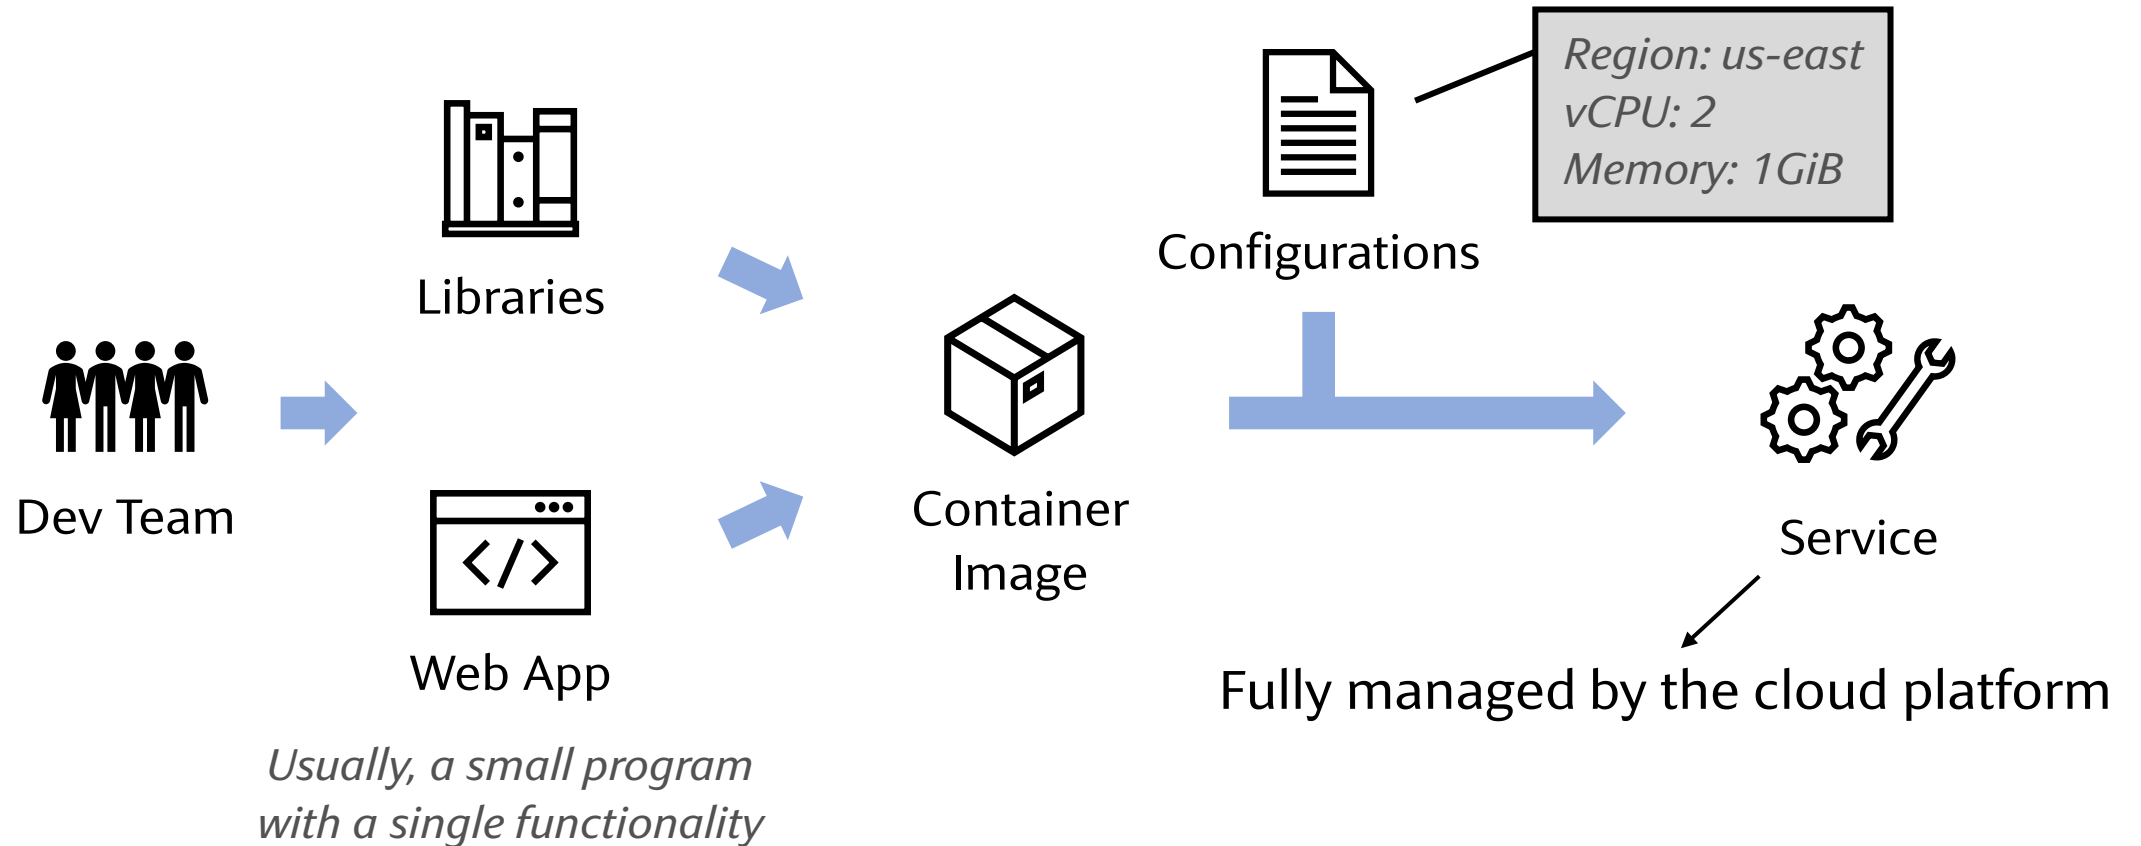 Region: us-east
vCPU: 2
Memory: 1GiB
Configurations
Libraries
Dev Team
Container
Image
Service
Web App
Fully managed by the cloud platform
Usually, a small program
with a single functionality